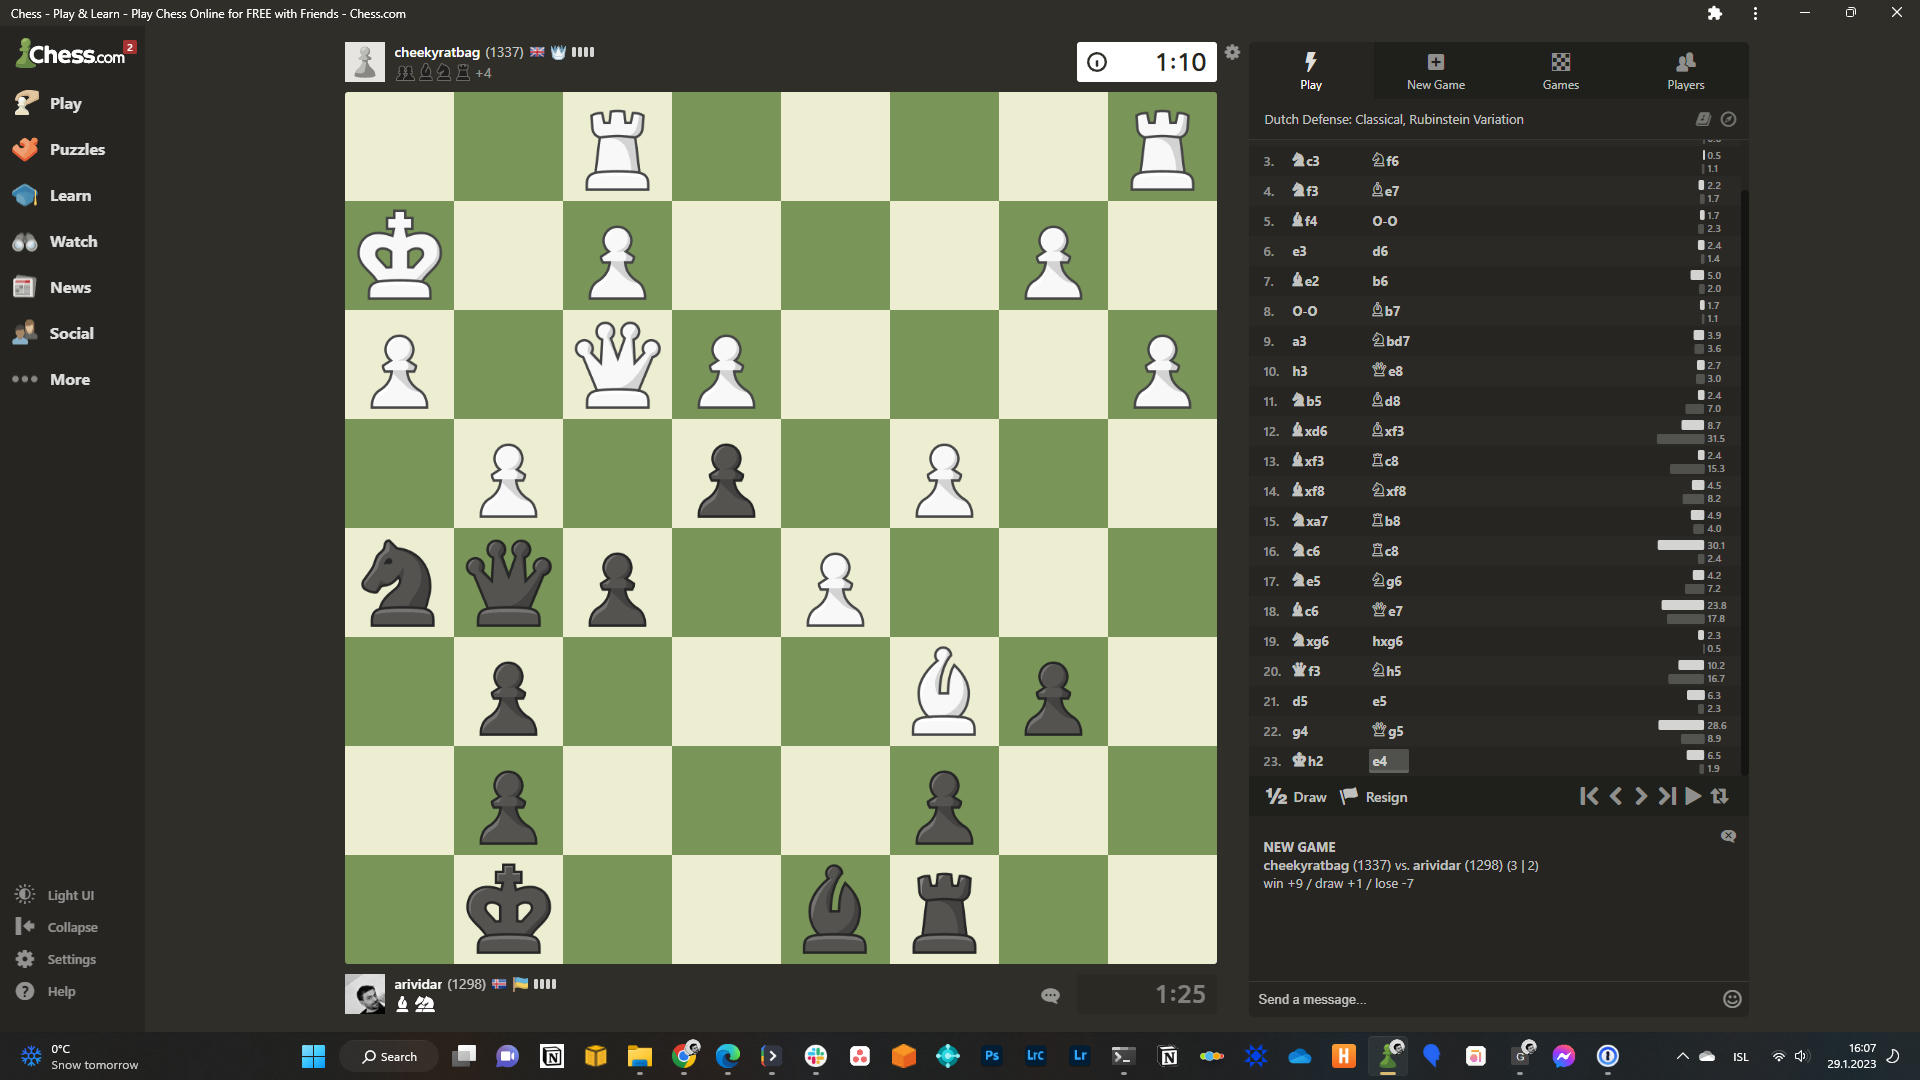 Chess - Play & Learn - Play Chess Online for FREE with Friends - Chess.com
Chess.com
2
Play
Puzzles
Learn
Watch
News
Social
More
Light UI
Collapse
Settings
Help
cheekyratbag (1337)
+4
1:10
arividar (1298)
1:25
Play
New Game
Games
Players
Dutch Defense: Classical, Rubinstein Variation
3. c3 f6 0.5 1.1
4. f3 e7 2.2 1.7
5. f4 O-O 1.7 2.3
6. e3 d6 2.4 1.4
7. e2 b6 5.0 2.0
8. O-O b7 1.7 1.1
9. a3 bd7 3.9 3.6
10. h3 e8 2.7 3.0
11. b5 d8 2.4 7.0
12. xd6 xf3 8.7 31.5
13. xf3 c8 2.4 15.3
14. xf8 xf8 4.5 8.2
15. xa7 b8 4.9 4.0
16. c6 c8 30.1 2.4
17. e5 g6 4.2 7.2
18. c6 e7 23.8 17.8
19. xg6 hxg6 2.3 0.5
20. f3 h5 10.2 16.7
21. d5 e5 6.3 2.3
22. g4 g5 28.6 8.9
23. h2 e4 6.5 1.9
½ Draw Resign
NEW GAME
cheekyratbag (1337) vs. arividar (1298) (3 | 2)
win +9 / draw +1 / lose -7
Send a message...
0°C
Snow tomorrow
Search
Ps
LrC
Lr
H
ISL
16:07
29.1.2023